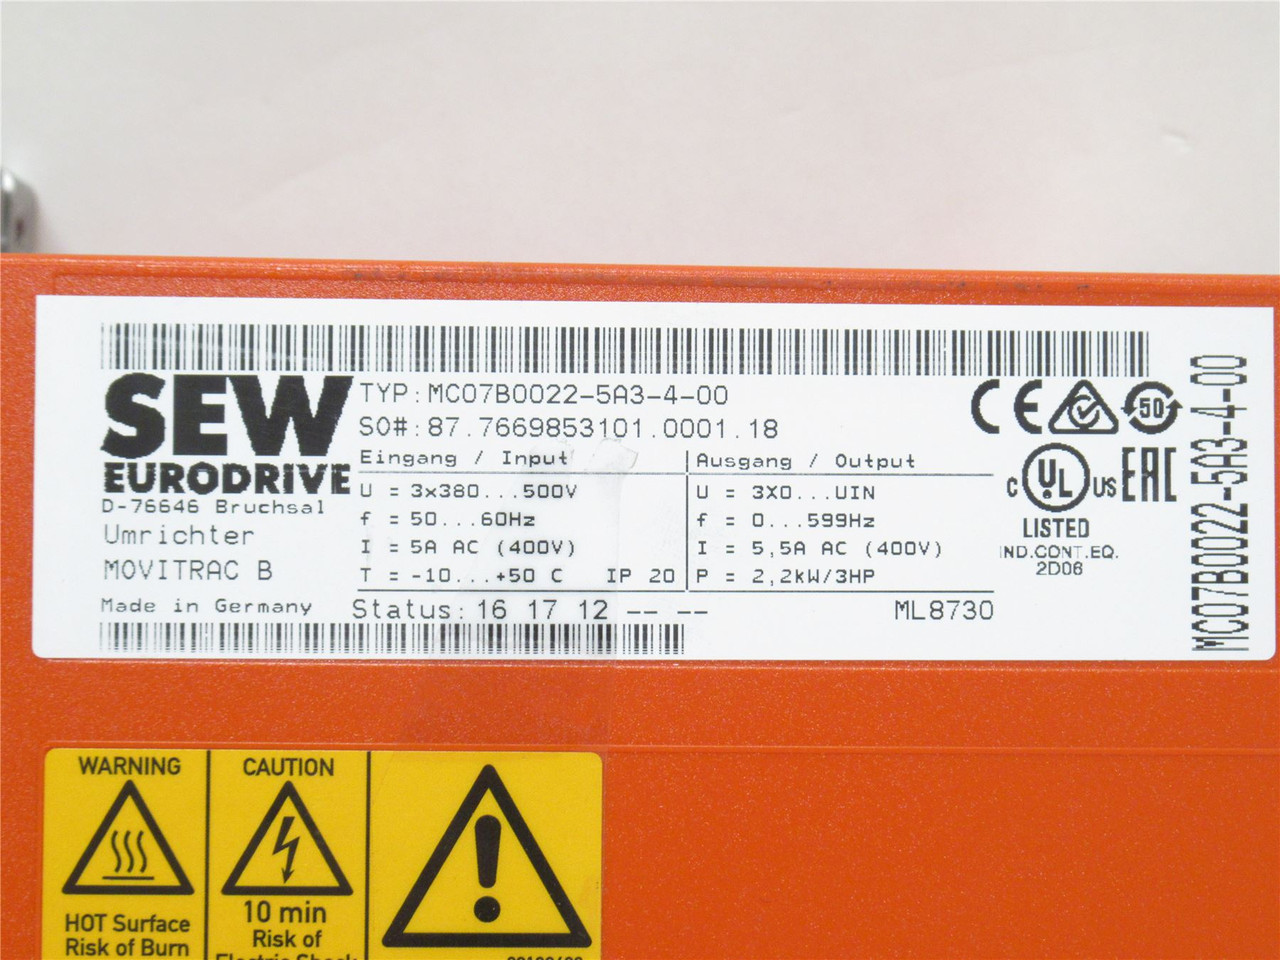 SEW
EURODRIVE
D-76646 Bruchsal
Umrichter
MOVITRAC B
Made in Germany
TYP: MC07B0022-5A3-4-00
SO#: 87.7669853101.0001.18
Eingang / Input
U = 3x380...500V
f = 50...60Hz
I = 5A AC (400V)
T = -10...+50 C IP 20
Ausgang / Output
U = 3X0...UIN
f = 0...599Hz
I = 5,5A AC (400V)
P = 2,2kW/3HP
Status: 16 17 12 -- --
ML8730
CE
50
C UL US EAC
LISTED
IND.CONT.EQ.
2D06
MC07B0022-5A3-4-00
WARNING
HOT Surface
Risk of Burn
CAUTION
10 min
Risk of
Electric Shock